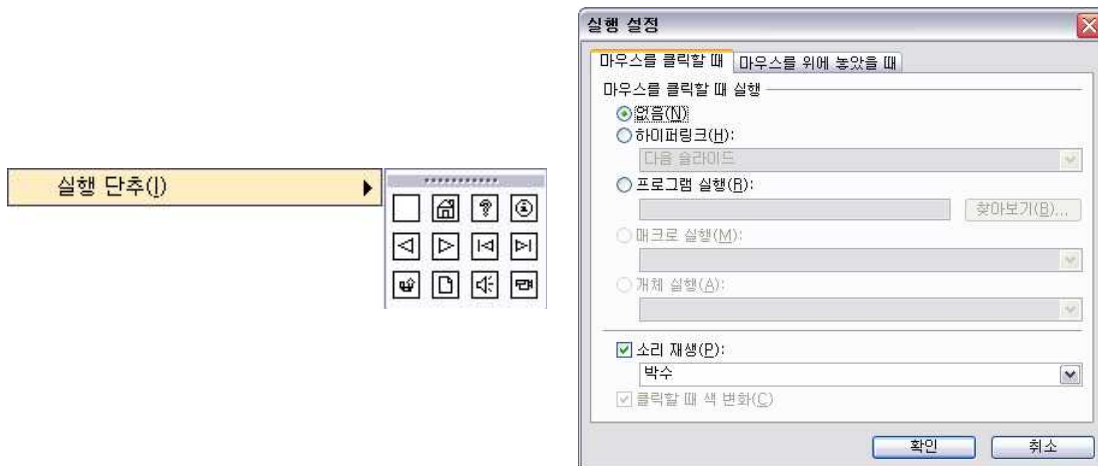 실행 단추(I)
실행 설정
마우스를 클릭할 때
마우스를 위에 놓았을 때
마우스를 클릭할 때 실행
없음(N)
하이퍼링크(H):
다음 슬라이드
프로그램 실행(R):
찾아보기(B)...
매크로 실행(M):
개체 실행(A):
소리 재생(P):
박수
클릭할 때 색 변화(C)
확인
취소